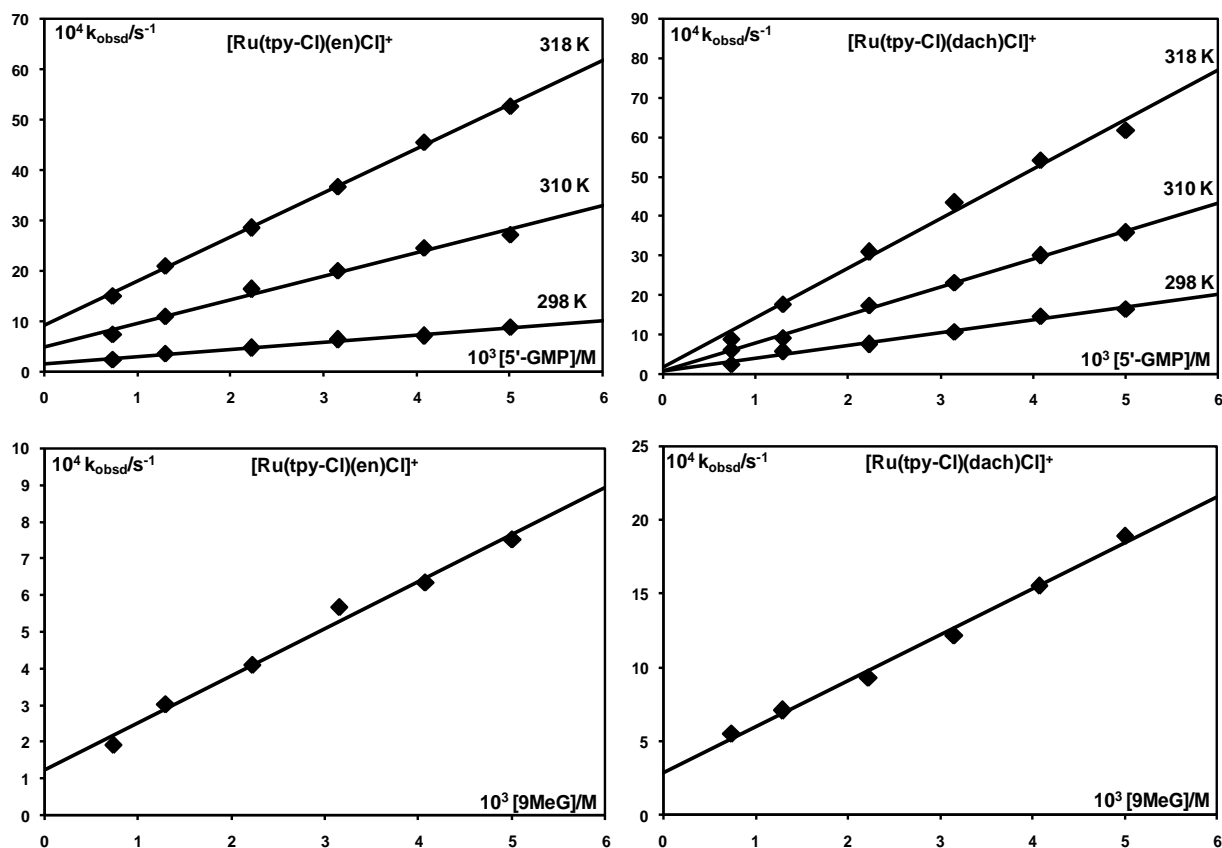 10⁴ kobsd/s⁻¹
[Ru(tpy-Cl)(en)Cl]⁺
318 K
310 K
298 K
10³ [5'-GMP]/M
70
60
50
40
30
20
10
0
0 1 2 3 4 5 6
10⁴ kobsd/s⁻¹
[Ru(tpy-Cl)(dach)Cl]⁺
318 K
310 K
298 K
10³ [5'-GMP]/M
90
80
70
60
50
40
30
20
10
0
0 1 2 3 4 5 6
10⁴ kobsd/s⁻¹
[Ru(tpy-Cl)(en)Cl]⁺
10³ [9MeG]/M
10
9
8
7
6
5
4
3
2
1
0
0 1 2 3 4 5 6
10⁴ kobsd/s⁻¹
[Ru(tpy-Cl)(dach)Cl]⁺
10³ [9MeG]/M
25
20
15
10
5
0
0 1 2 3 4 5 6